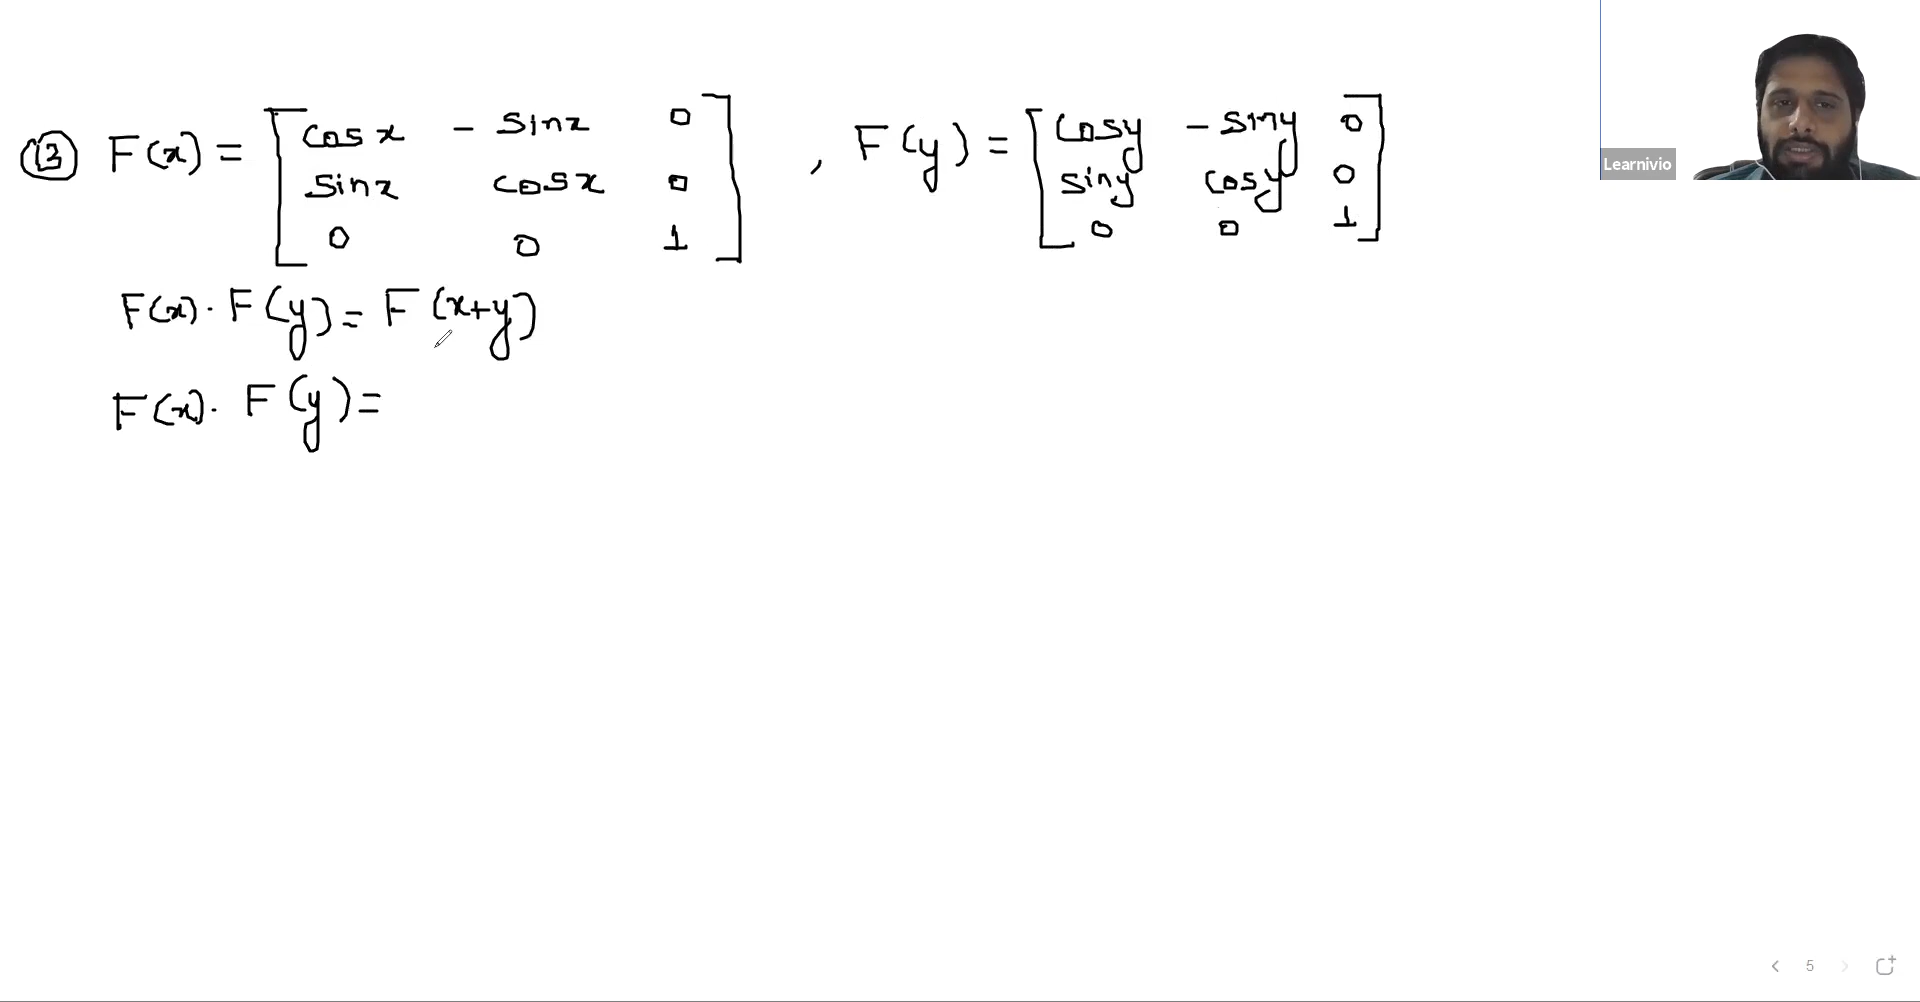 ⑬ F(x) = [cos x - sin x 0 , F(y) = [cos y - sin y 0
sin x cos x 0 sin y cos y 0
0 0 1] 0 0 1]
F(x) · F(y) = F(x+y)
F(x) · F(y) =
Learnivio
5